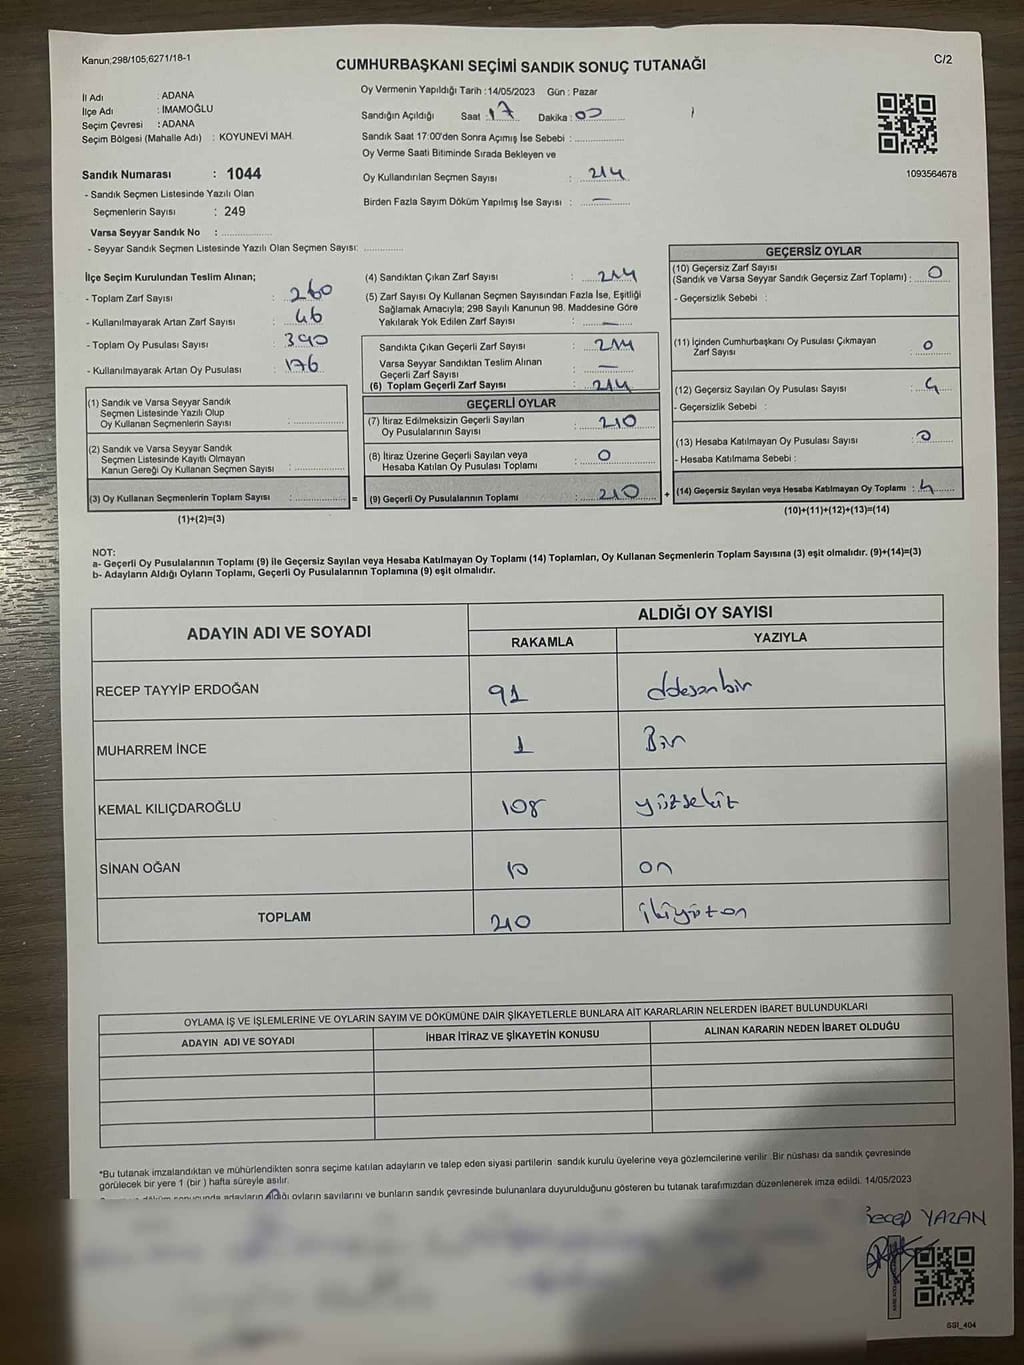 Kanun;298/105;6271/18-1
C/2
CUMHURBAŞKANI SEÇİMİ SANDIK SONUÇ TUTANAĞI
İl Adı : ADANA
İlçe Adı : İMAMOĞLU
Seçim Çevresi : ADANA
Seçim Bölgesi (Mahalle Adı) : KOYUNEVİ MAH.
Sandık Numarası : 1044
- Sandık Seçmen Listesinde Yazılı Olan
Seçmenlerin Sayısı : 249
Varsa Seyyar Sandık No :
- Seyyar Sandık Seçmen Listesinde Yazılı Olan Seçmen Sayısı:
Oy Vermenin Yapıldığı Tarih :14/05/2023 Gün : Pazar
Sandığın Açıldığı Saat : 17 Dakika : 00
Sandık Saat 17:00'den Sonra Açımış İse Sebebi :
Oy Verme Saati Bitiminde Sırada Bekleyen ve
Oy Kullandırılan Seçmen Sayısı : 214
Birden Fazla Sayım Döküm Yapılmış İse Sayısı : —
1093564678
İlçe Seçim Kurulundan Teslim Alınan;
- Toplam Zarf Sayısı : 260
- Kullanılmayarak Artan Zarf Sayısı : 46
- Toplam Oy Pusulası Sayısı : 390
- Kullanılmayarak Artan Oy Pusulası : 176
(1) Sandık ve Varsa Seyyar Sandık
Seçmen Listesinde Yazılı Olup
Oy Kullanan Seçmenlerin Sayısı :
(2) Sandık ve Varsa Seyyar Sandık
Seçmen Listesinde Kayıtlı Olmayan
Kanun Gereği Oy Kullanan Seçmen Sayısı :
(3) Oy Kullanan Seçmenlerin Toplam Sayısı : =
(1)+(2)=(3)
(4) Sandıktan Çıkan Zarf Sayısı : 214
(5) Zarf Sayısı Oy Kullanan Seçmen Sayısından Fazla İse, Eşitliği
Sağlamak Amacıyla; 298 Sayılı Kanunun 98. Maddesine Göre
Yakılarak Yok Edilen Zarf Sayısı : —
Sandıkta Çıkan Geçerli Zarf Sayısı : 214
Varsa Seyyar Sandıktan Teslim Alınan
Geçerli Zarf Sayısı : —
(6) Toplam Geçerli Zarf Sayısı : 214
GEÇERLİ OYLAR
(7) İtiraz Edilmeksizin Geçerli Sayılan
Oy Pusulalarının Sayısı : 210
(8) İtiraz Üzerine Geçerli Sayılan veya
Hesaba Katılan Oy Pusulası Toplamı : 0
(9) Geçerli Oy Pusulalarının Toplamı : 210 +
GEÇERSİZ OYLAR
(10) Geçersiz Zarf Sayısı
(Sandık ve Varsa Seyyar Sandık Geçersiz Zarf Toplamı) : 0
- Geçersizlik Sebebi :
(11) İçinden Cumhurbaşkanı Oy Pusulası Çıkmayan
Zarf Sayısı : 0
(12) Geçersiz Sayılan Oy Pusulası Sayısı : 4
- Geçersizlik Sebebi :
(13) Hesaba Katılmayan Oy Pusulası Sayısı : 0
- Hesaba Katılmama Sebebi :
(14) Geçersiz Sayılan veya Hesaba Katılmayan Oy Toplamı : 4
(10)+(11)+(12)+(13)=(14)
NOT:
a- Geçerli Oy Pusulalarının Toplamı (9) ile Geçersiz Sayılan veya Hesaba Katılmayan Oy Toplamı (14) Toplamları, Oy Kullanan Seçmenlerin Toplam Sayısına (3) eşit olmalıdır. (9)+(14)=(3)
b- Adayların Aldığı Oyların Toplamı, Geçerli Oy Pusulalarının Toplamına (9) eşit olmalıdır.
ADAYIN ADI VE SOYADI
ALDIĞI OY SAYISI
RAKAMLA YAZIYLA
RECEP TAYYİP ERDOĞAN 91
MUHARREM İNCE 1 Bir
KEMAL KILIÇDAROĞLU 108 yüzsekiz
SİNAN OĞAN 10 on
TOPLAM 210 ikiyüzon
OYLAMA İŞ VE İŞLEMLERİNE VE OYLARIN SAYIM VE DÖKÜMÜNE DAİR ŞİKAYETLERLE BUNLARA AİT KARARLARIN NELERDEN İBARET BULUNDUKLARI
ADAYIN ADI VE SOYADI İHBAR İTİRAZ VE ŞİKAYETİN KONUSU ALINAN KARARIN NEDEN İBARET OLDUĞU
*Bu tutanak imzalandıktan ve mühürlendikten sonra seçime katılan adayların ve talep eden siyasi partilerin sandık kurulu üyelerine veya gözlemcilerine verilir. Bir nüshası da sandık çevresinde
görülecek bir yere 1 (bir ) hafta süreyle asılır.
döküm sonucunda adayların aldığı oyların sayılarını ve bunların sandık çevresinde bulunanlara duyurulduğunu gösteren bu tutanak tarafımızdan düzenlenerek imza edildi. 14/05/2023
Recep YAZAN
SSI_404